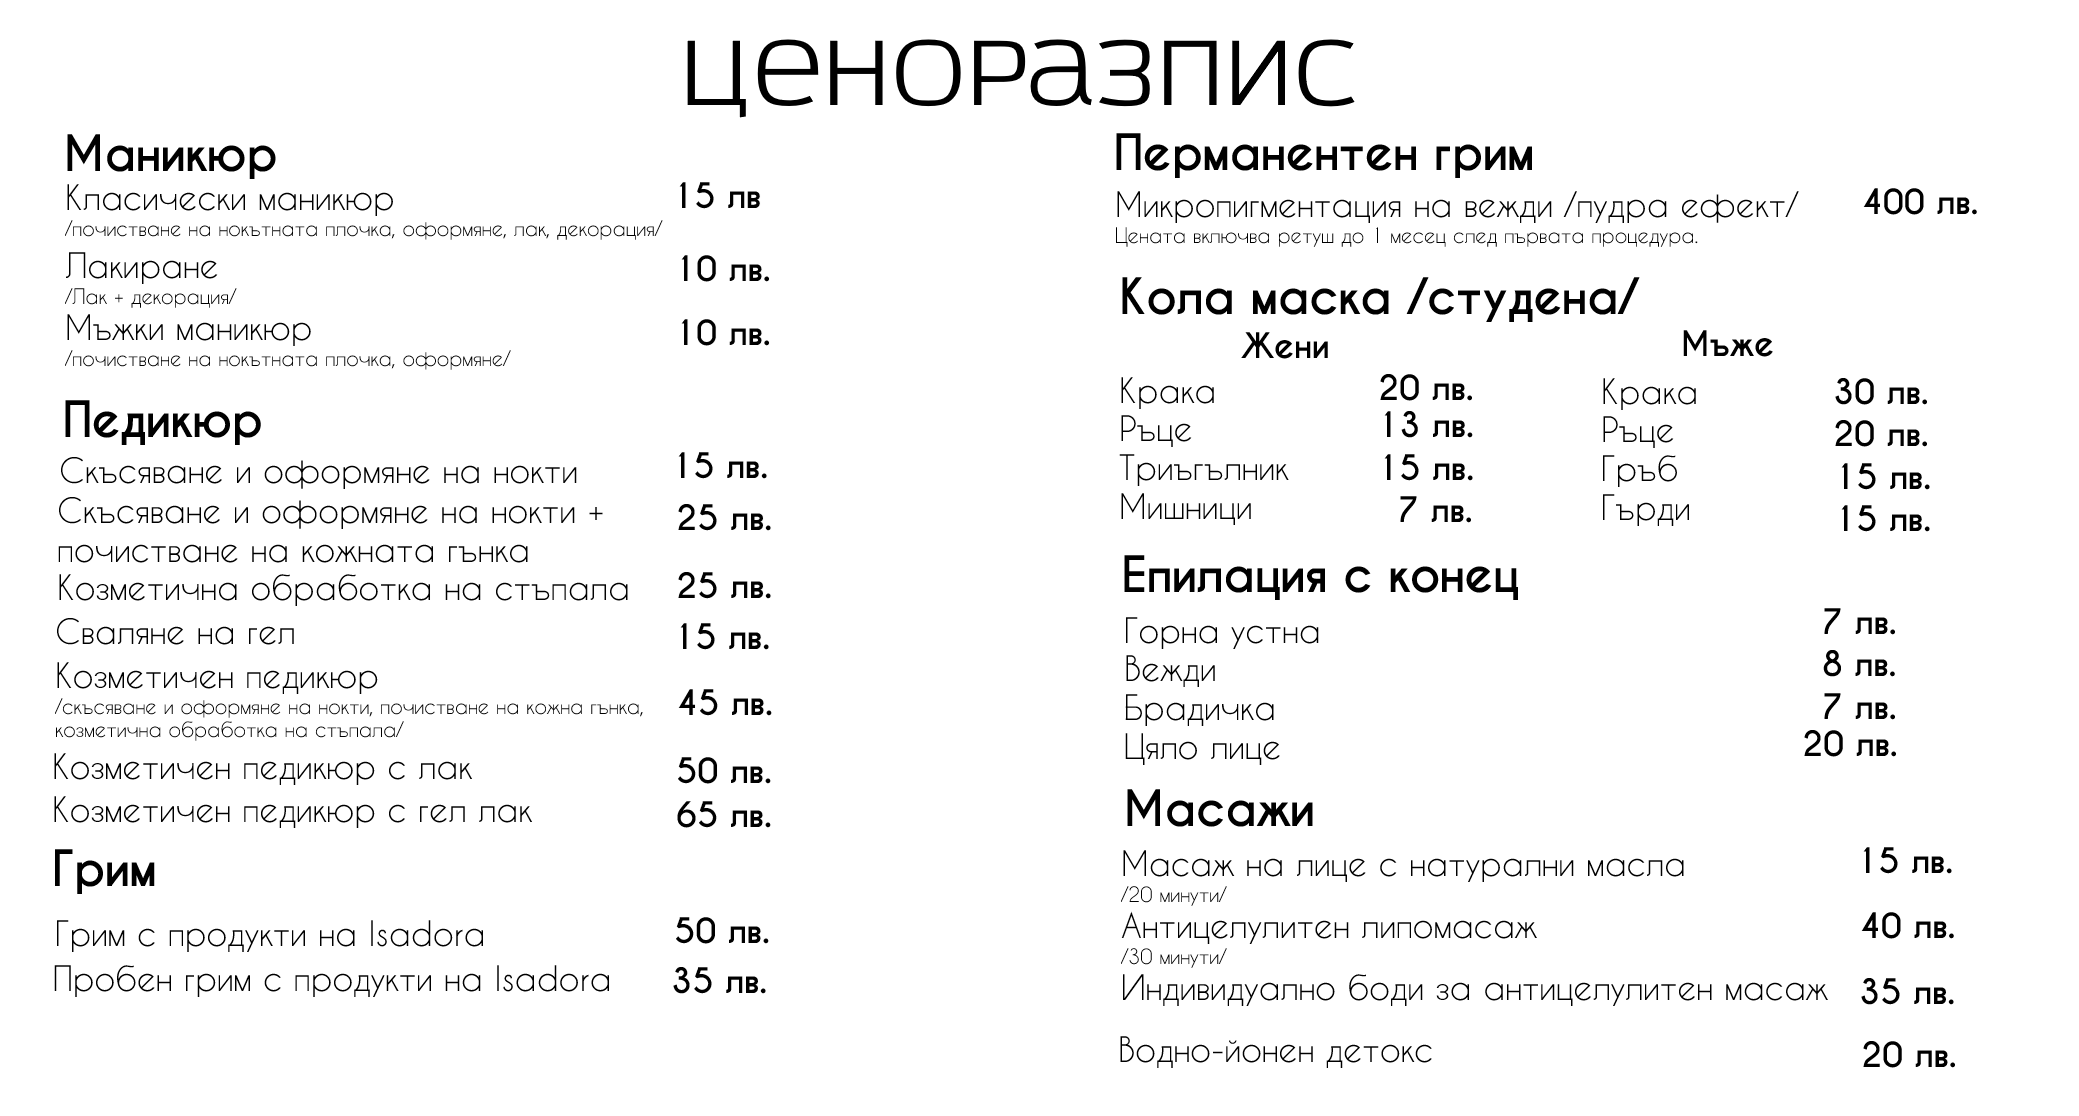 ценоразпис
Маникюр
Класически маникюр 15 лв
/почистване на нокътната плочка, оформяне, лак, декорация/
Лакиране 10 лв.
/Лак + декорация/
Мъжки маникюр 10 лв.
/почистване на нокътната плочка, оформяне/
Педикюр
Скъсяване и оформяне на нокти 15 лв.
Скъсяване и оформяне на нокти + 25 лв.
почистване на кожната гънка
Козметична обработка на стъпала 25 лв.
Сваляне на гел 15 лв.
Козметичен педикюр 45 лв.
/скъсяване и оформяне на нокти, почистване на кожна гънка,
козметична обработка на стъпала/
Козметичен педикюр с лак 50 лв.
Козметичен педикюр с гел лак 65 лв.
Грим
Грим с продукти на Isadora 50 лв.
Пробен грим с продукти на Isadora 35 лв.
Перманентен грим
Микропигментация на вежди /пудра ефект/ 400 лв.
Цената включва ретуш до 1 месец след първата процедура.
Кола маска /студена/
Жени Мъже
Крака 20 лв. Крака 30 лв.
Ръце 13 лв. Ръце 20 лв.
Триъгълник 15 лв. Гръб 15 лв.
Мишници 7 лв. Гърди 15 лв.
Епилация с конец
Горна устна 7 лв.
Вежди 8 лв.
Брадичка 7 лв.
Цяло лице 20 лв.
Масажи
Масаж на лице с натурални масла 15 лв.
/20 минути/
Антицелулитен липомасаж 40 лв.
/30 минути/
Индивидуално боди за антицелулитен масаж 35 лв.
Водно-йонен детокс 20 лв.